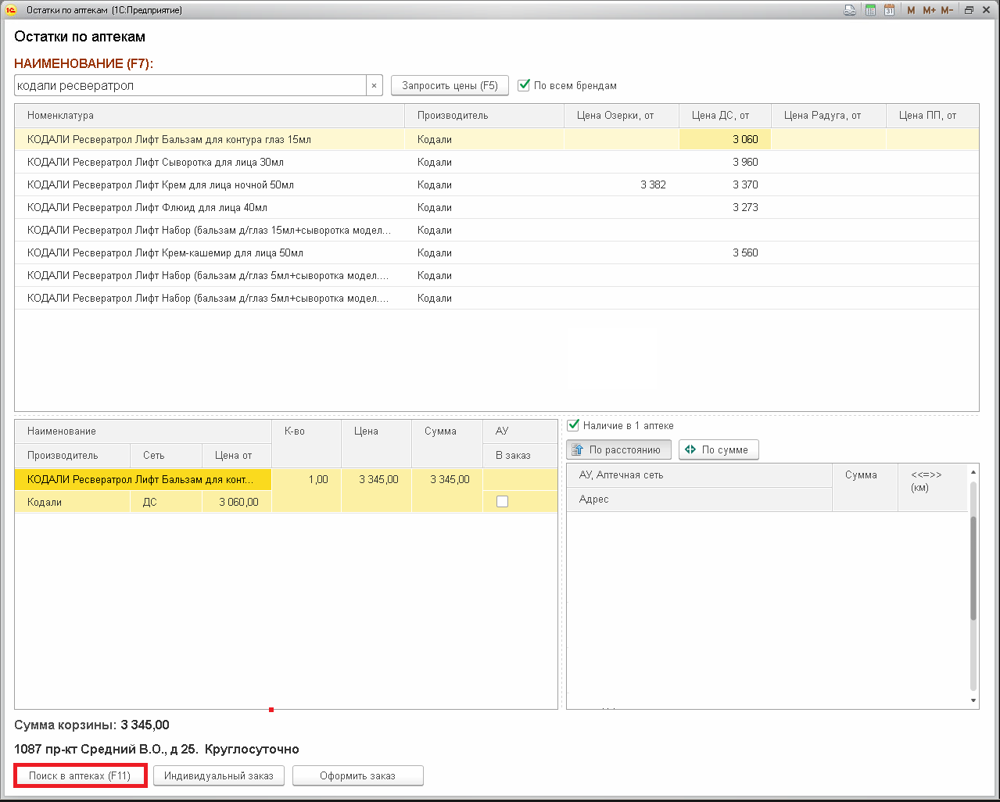 Остатки по аптекам (1С:Предприятие)
31 M M+ M-
Остатки по аптекам
НАИМЕНОВАНИЕ (F7):
кодали ресвератрол × Запросить цены (F5) По всем брендам
Номенклатура Производитель Цена Озерки, от Цена ДС, от Цена Радуга, от Цена ПП, от
КОДАЛИ Ресвератрол Лифт Бальзам для контура глаз 15мл Кодали 3 060
КОДАЛИ Ресвератрол Лифт Сыворотка для лица 30мл Кодали 3 960
КОДАЛИ Ресвератрол Лифт Крем для лица ночной 50мл Кодали 3 382 3 370
КОДАЛИ Ресвератрол Лифт Флюид для лица 40мл Кодали 3 273
КОДАЛИ Ресвератрол Лифт Набор (бальзам д/глаз 15мл+сыворотка модел... Кодали
КОДАЛИ Ресвератрол Лифт Крем-кашемир для лица 50мл Кодали 3 560
КОДАЛИ Ресвератрол Лифт Набор (бальзам д/глаз 5мл+сыворотка модел.... Кодали
КОДАЛИ Ресвератрол Лифт Набор (бальзам д/глаз 5мл+сыворотка модел.... Кодали
Наименование К-во Цена Сумма АУ
Производитель Сеть Цена от В заказ
КОДАЛИ Ресвератрол Лифт Бальзам для конт... 1,00 3 345,00 3 345,00
Кодали ДС 3 060,00
Наличие в 1 аптеке
По расстоянию По сумме
АУ, Аптечная сеть Сумма <<=>>
(км)
Адрес
Сумма корзины: 3 345,00
1087 пр-кт Средний В.О., д 25. Круглосуточно
Поиск в аптеках (F11) Индивидуальный заказ Оформить заказ